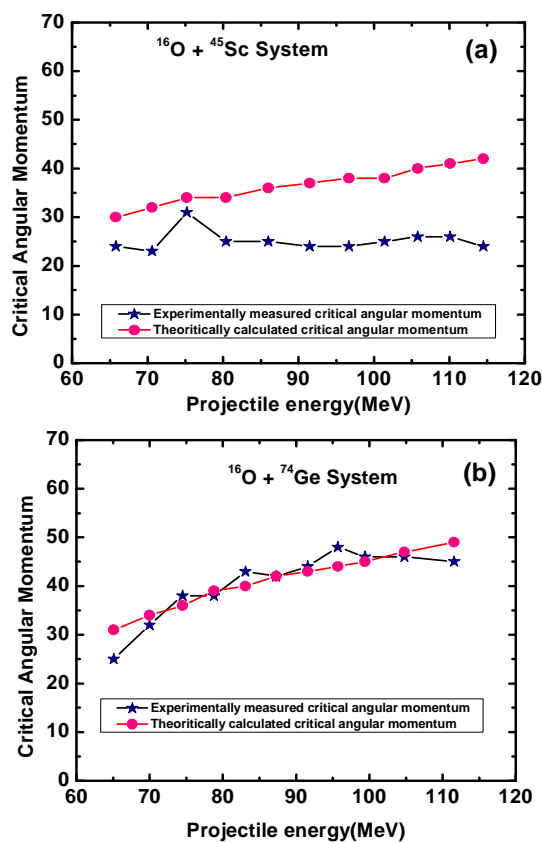 70
60
50
40
30
20
10
0
Critical Angular Momentum
¹⁶O + ⁴⁵Sc System
(a)
Experimentally measured critical angular momentum
Theoritically calculated critical angular momentum
60 70 80 90 100 110 120
Projectile energy(MeV)
70
60
50
40
30
20
10
0
Critical Angular Momentum
¹⁶O + ⁷⁴Ge System
(b)
Experimentally measured critical angular momentum
Theoritically calculated critical angular momentum
60 70 80 90 100 110 120
Projectile energy(MeV)